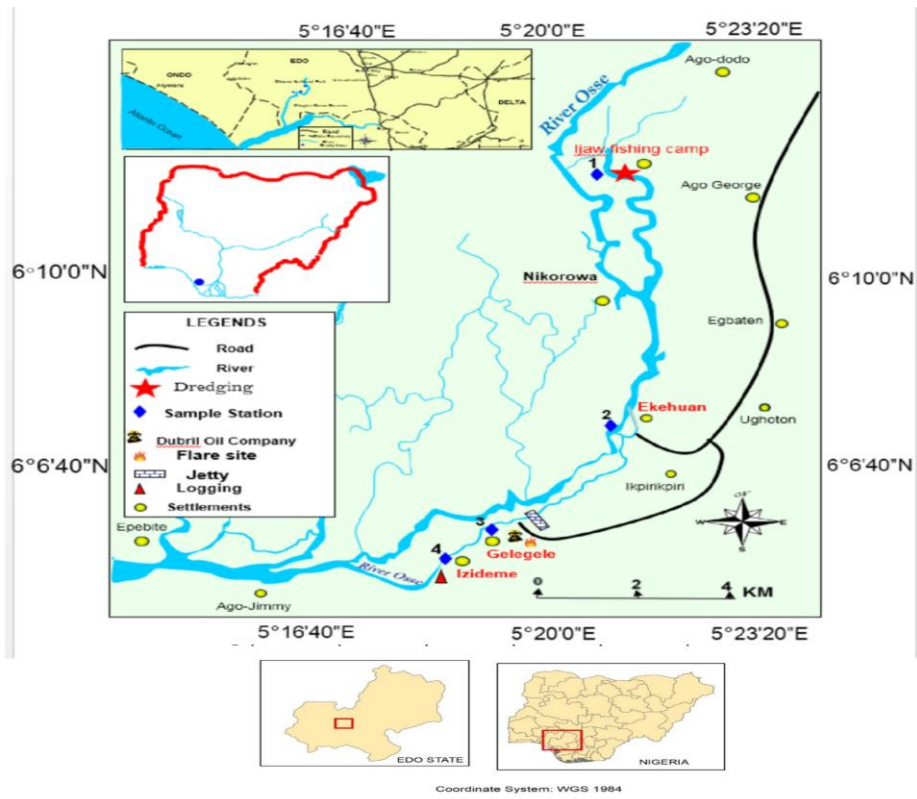 5°16'40"E 5°20'0"E 5°23'20"E
Ago-dodo
ONDO
EDO
DELTA
Atlantic Ocean
Road
River Osse
Ijaw fishing camp
1
Ago George
6°10'0"N
6°10'0"N
Nikorowa
Egbaten
LEGENDS
Road
River
Dredging
Sample Station
Dubril Oil Company
Flare site
Jetty
Logging
Settlements
2
Ekehuan
Ughoton
6°6'40"N
6°6'40"N
Ikpirikpiri
N
W E
S
Epebite
3
Gelegele
4
Izideme
River Osse
Ago-Jimmy
0 2 4 KM
5°16'40"E 5°20'0"E 5°23'20"E
EDO STATE
NIGERIA
Coordinate System: WGS 1984